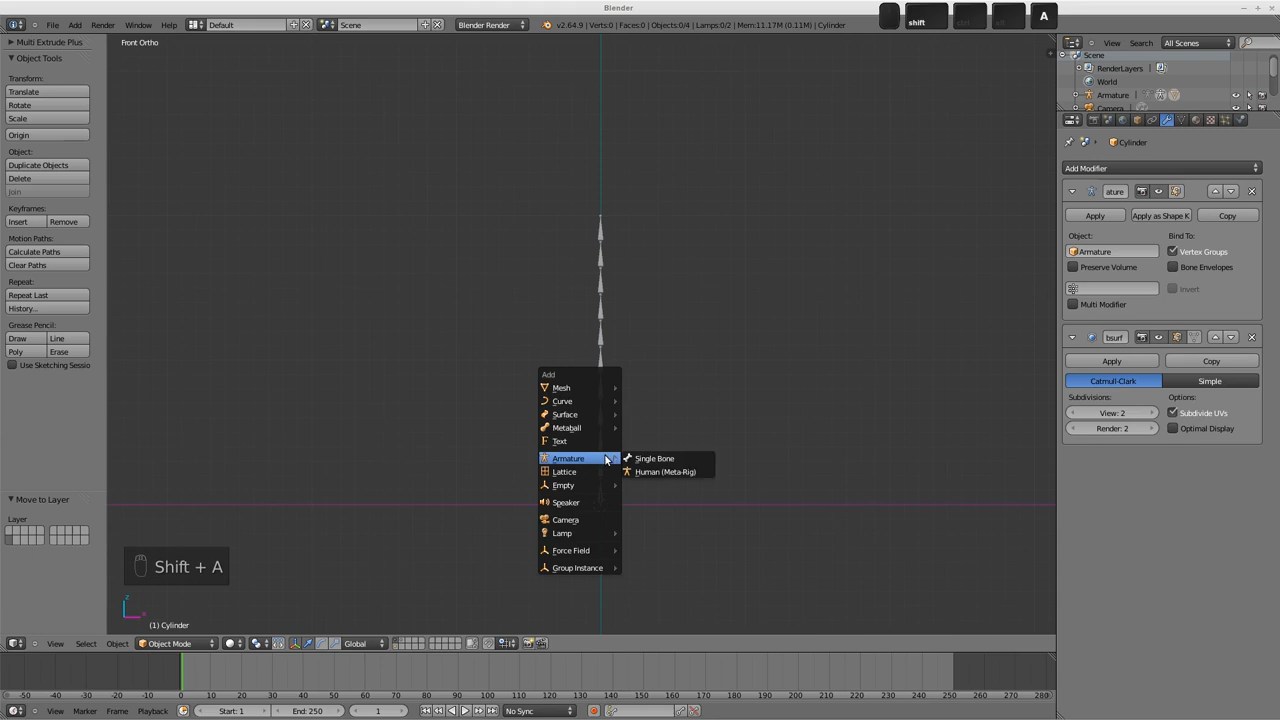 Blender
File Add Render Window Help Default Scene Blender Render v2.64.9 | Verts:0 | Faces:0 | Objects:0/4 | Lamps:0/2 | Mem:11.17M (0.11M) | Cylinder
shift ctrl alt A
Multi Extrude Plus
Object Tools
Transform:
Translate
Rotate
Scale
Origin
Object:
Duplicate Objects
Delete
Join
Keyframes:
Insert Remove
Motion Paths:
Calculate Paths
Clear Paths
Repeat:
Repeat Last
History...
Grease Pencil:
Draw Line
Poly Erase
Use Sketching Sessio
Move to Layer
Layer
Front Ortho
Add
Mesh
Curve
Surface
Metaball
Text
Armature
Lattice
Empty
Speaker
Camera
Lamp
Force Field
Group Instance
Single Bone
Human (Meta-Rig)
Shift + A
z
x
(1) Cylinder
View Select Object Object Mode Global
View Search All Scenes
Scene
RenderLayers
World
Armature
Camera
Cylinder
Add Modifier
ature
Apply Apply as Shape K Copy
Object: Bind To:
Armature Vertex Groups
Preserve Volume Bone Envelopes
Invert
Multi Modifier
bsurf
Apply Copy
Catmull-Clark Simple
Subdivisions: Options:
View: 2 Subdivide UVs
Render: 2 Optimal Display
-50 -40 -30 -20 -10 0 10 20 30 40 50 60 70 80 90 100 110 120 130 140 150 160 170 180 190 200 210 220 230 240 250 260 270 280
View Marker Frame Playback Start: 1 End: 250 1 No Sync